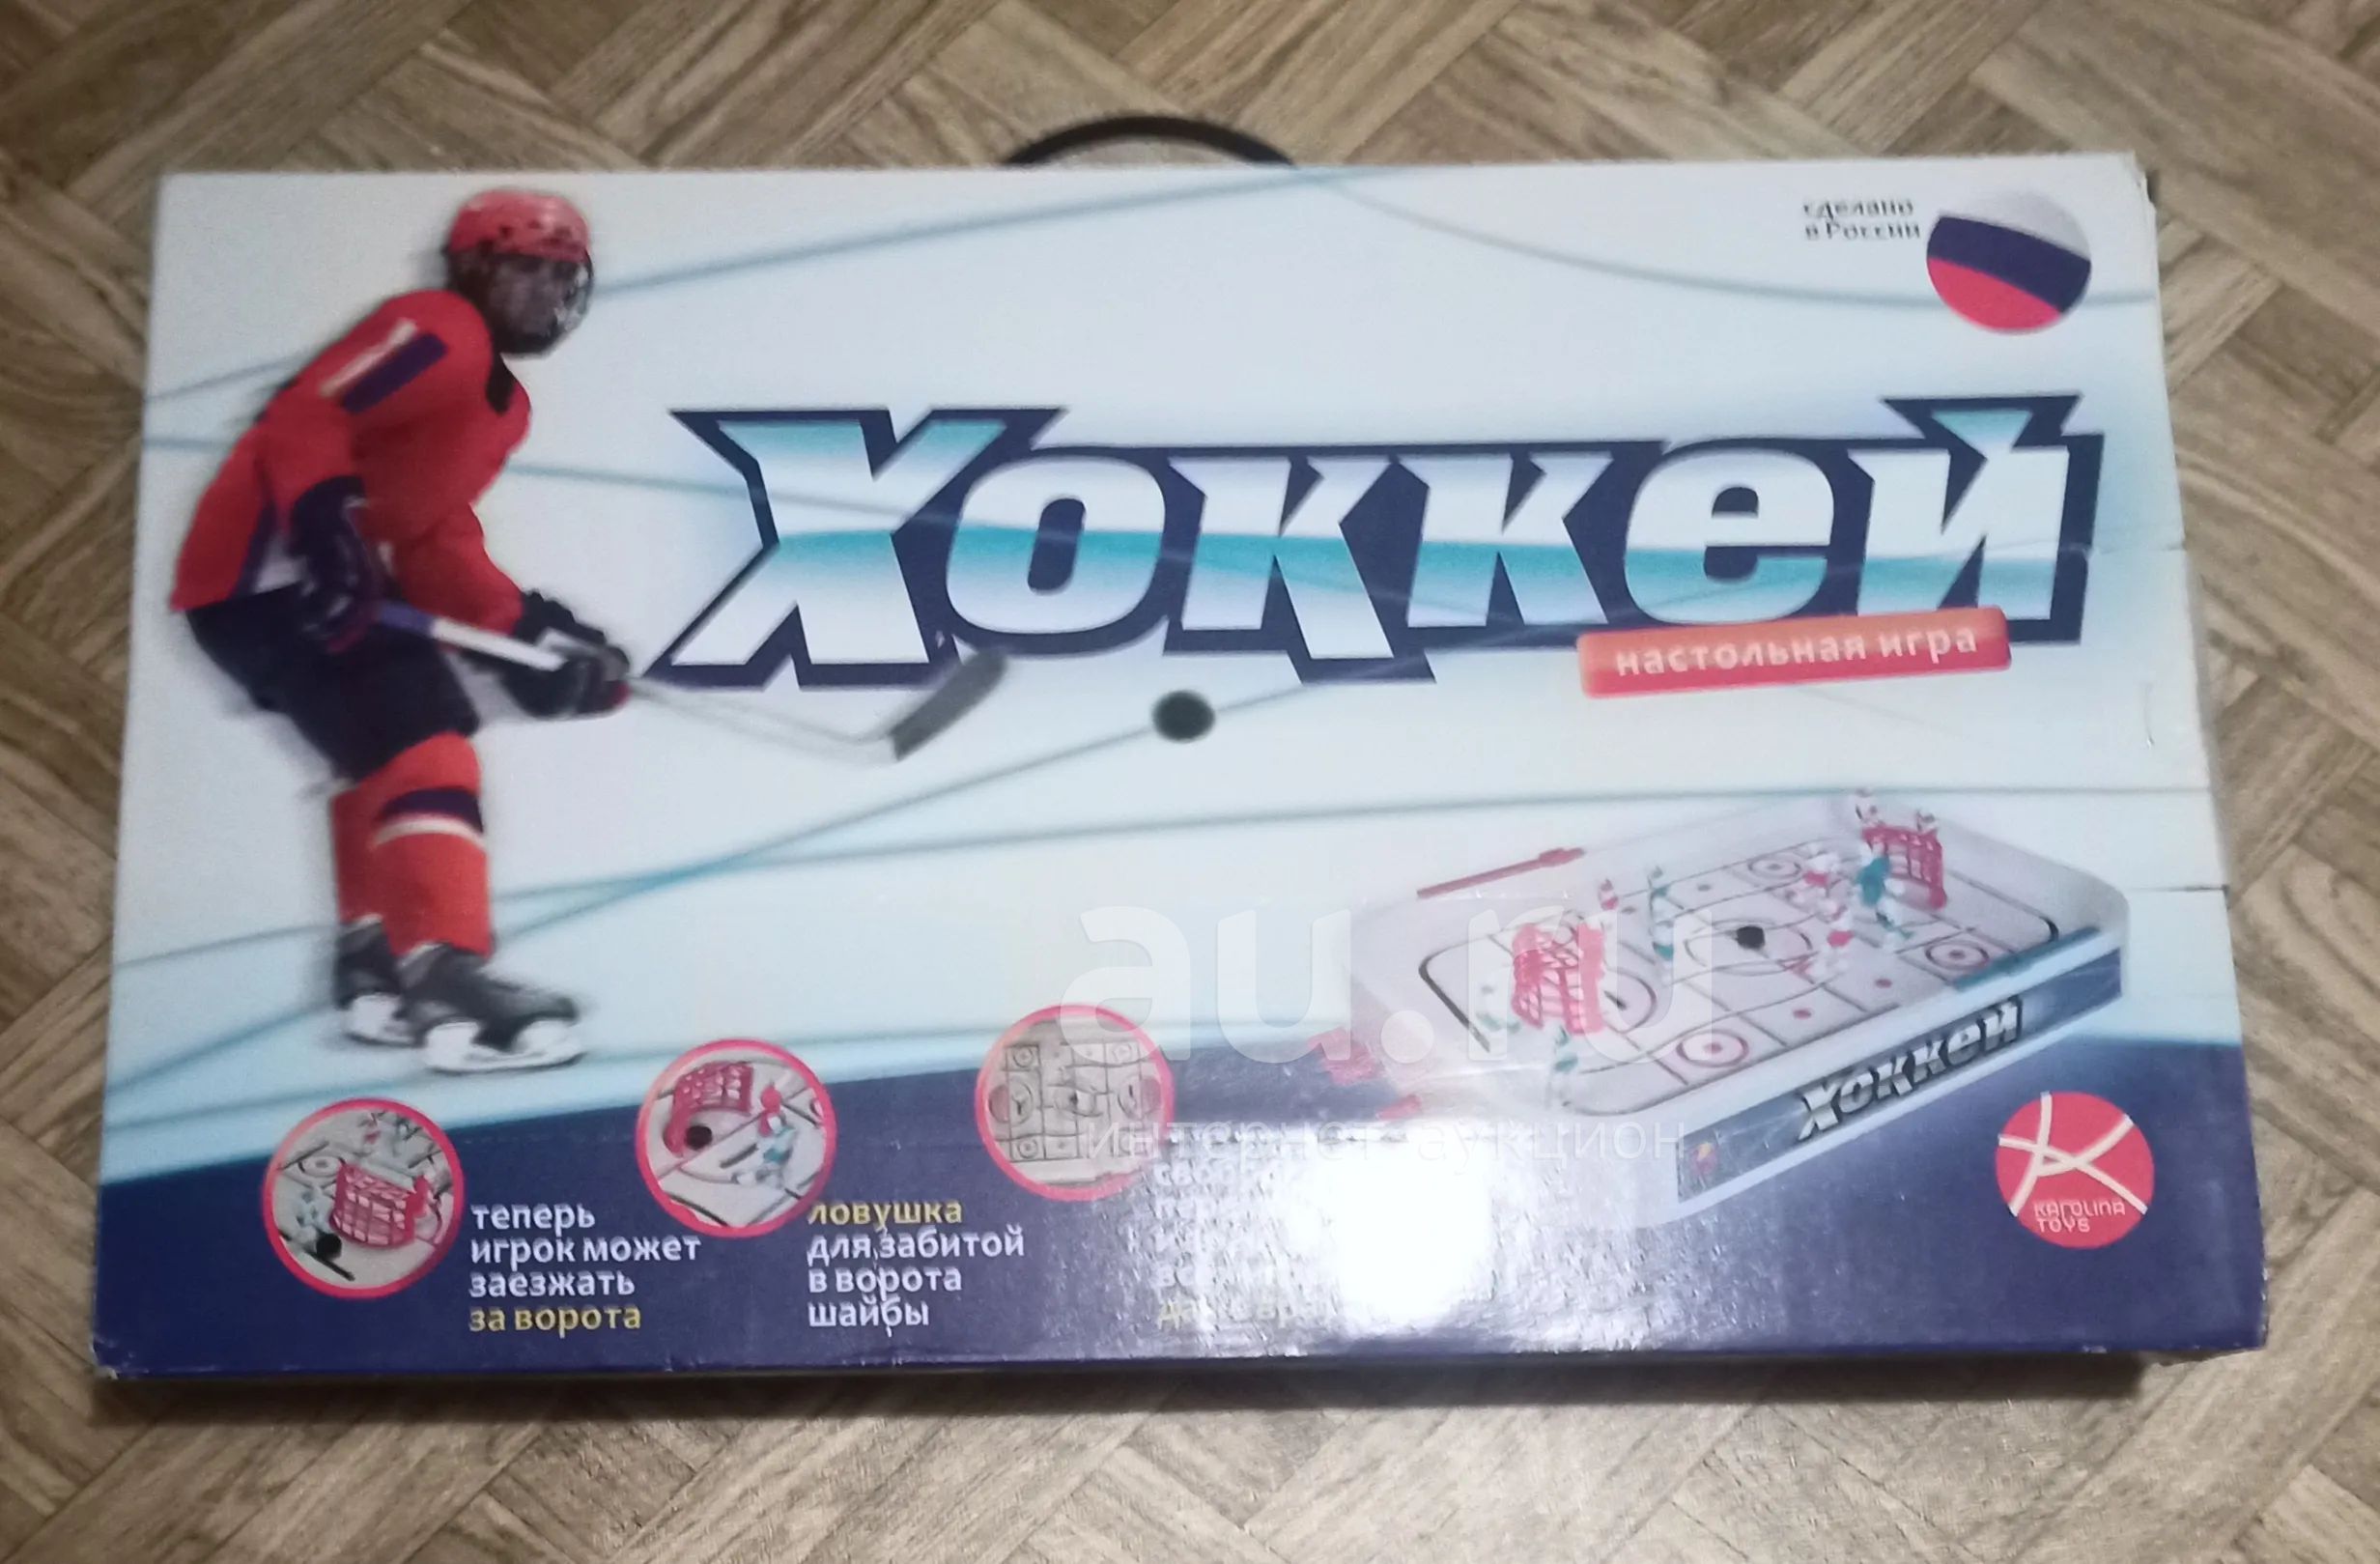 сделано
в России
Хоккей
настольная игра
au.ru
интернет-аукцион
Хоккей
KAROLINA
TOYS
теперь
игрок может
заезжать
за ворота
ловушка
для забитой
в ворота
шайбы